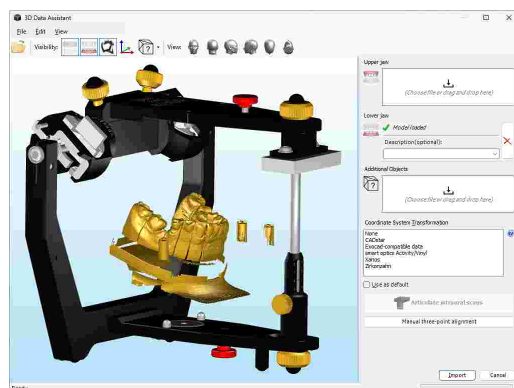 3D Data Assistant
File Edit View
Visibility: View:
Upper jaw
(Choose file or drag and drop here)
Lower jaw
Model loaded
Description (optional):
Additional Objects
(Choose file or drag and drop here)
Coordinate System Transformation
None
CADstar
Exocad-compatible data
smart optics Activity/Vinyl
Xanos
Zirkonzahn
Use as default
Articulate intraoral scans
Manual three-point alignment
Import Cancel
Ready